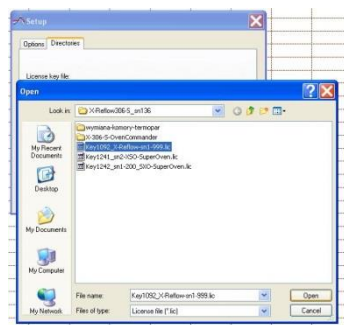 Setup
Options Directories
License key file:
Open
Look in: X-Reflow306-S_sn136
wymiana-komory-termopar
X-306-S-OvenCommander
Key1092_X-Reflow-sn1-999.lic
Key1241_sn2-XSO-SuperOven.lic
Key1242_sn1-200_SXO-SuperOven.lic
My Recent
Documents
Desktop
My Documents
My Computer
My Network
File name: Key1092_X-Reflow-sn1-999.lic
Open
Files of type: License file (*.lic)
Cancel